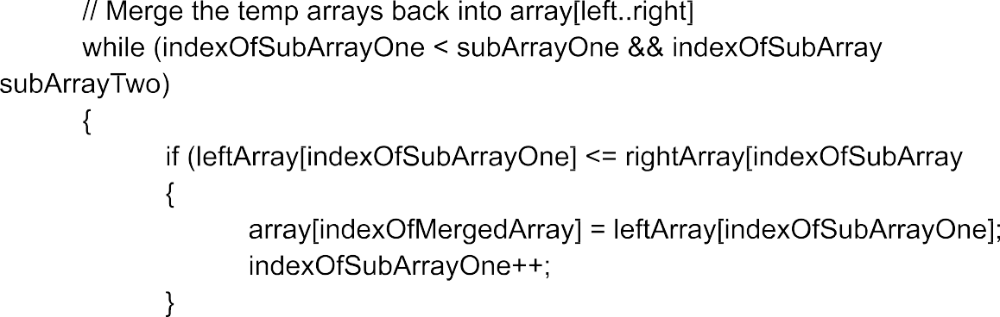 // Merge the temp arrays back into array[left..right]
while (indexOfSubArrayOne < subArrayOne && indexOfSubArray
subArrayTwo)
{
if (leftArray[indexOfSubArrayOne] <= rightArray[indexOfSubArray
{
array[indexOfMergedArray] = leftArray[indexOfSubArrayOne];
indexOfSubArrayOne++;
}